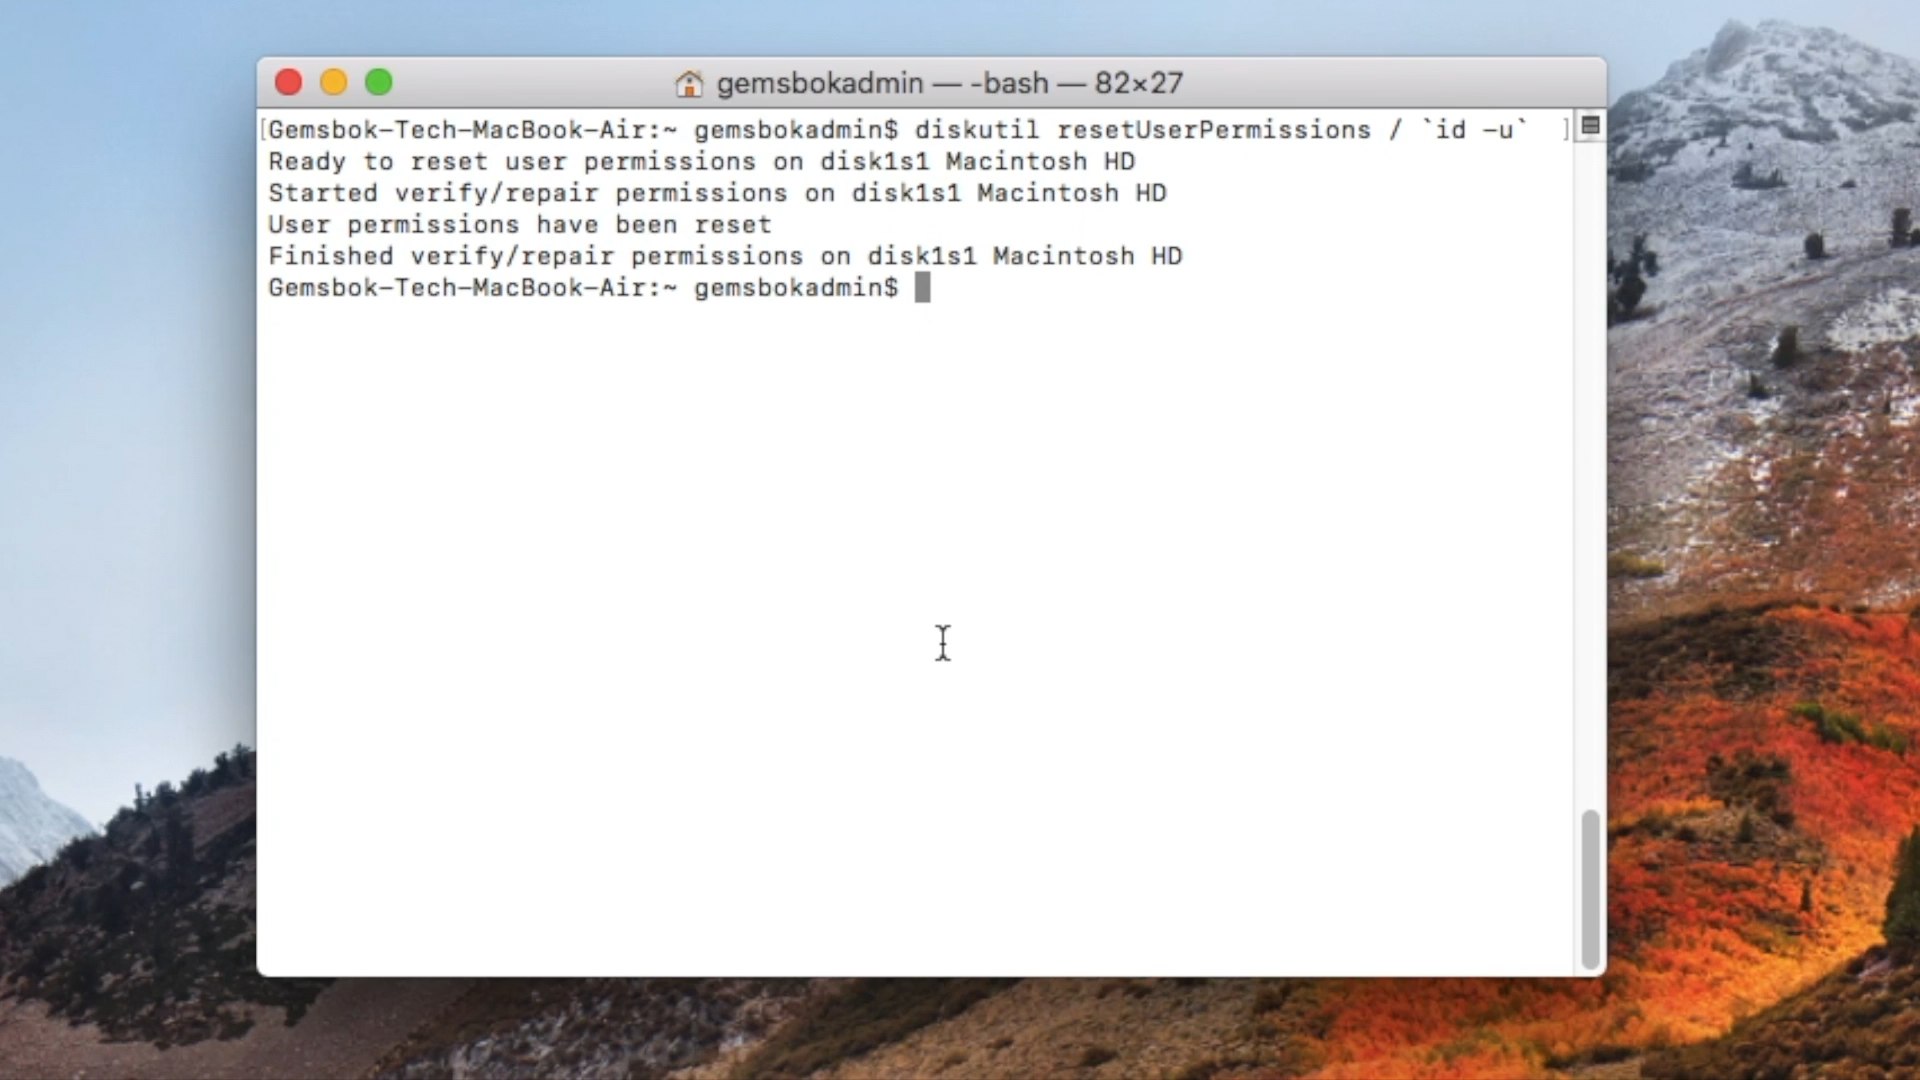 gemsbokadmin — -bash — 82×27
[Gemsbok-Tech-MacBook-Air:~ gemsbokadmin$ diskutil resetUserPermissions / `id -u` ]
Ready to reset user permissions on disk1s1 Macintosh HD
Started verify/repair permissions on disk1s1 Macintosh HD
User permissions have been reset
Finished verify/repair permissions on disk1s1 Macintosh HD
Gemsbok-Tech-MacBook-Air:~ gemsbokadmin$